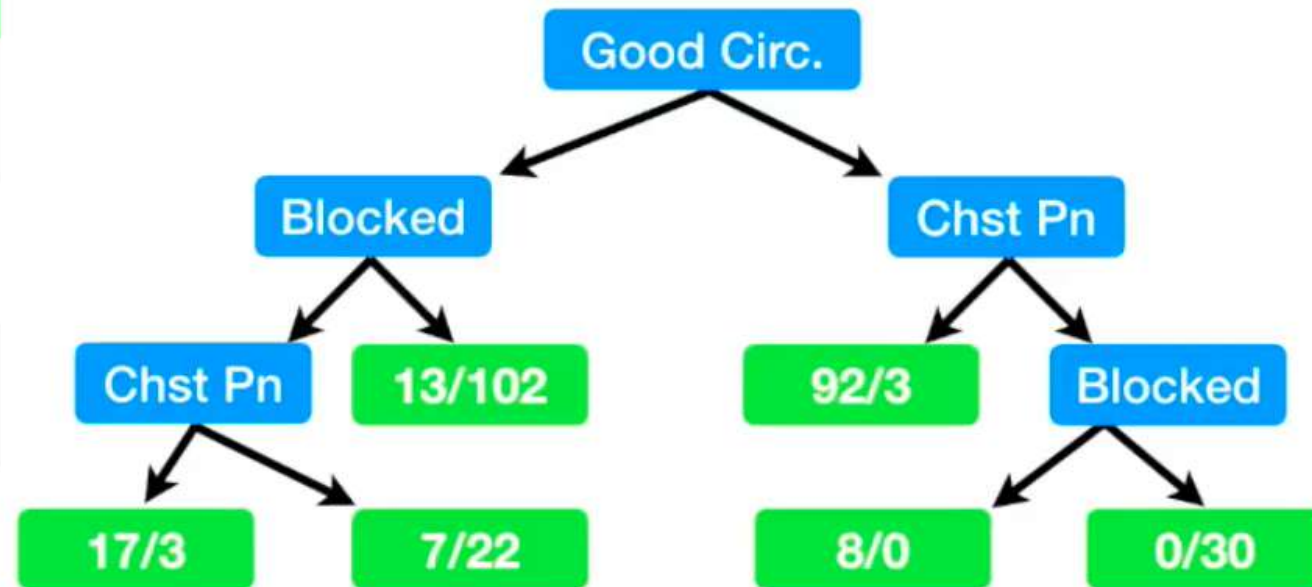 Good Circ.
Blocked
Chst Pn
Chst Pn
13/102
92/3
Blocked
17/3
7/22
8/0
0/30